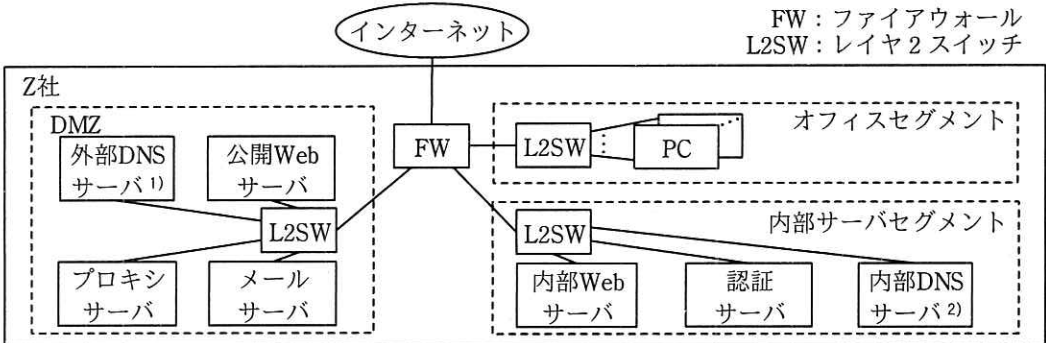 インターネット
FW：ファイアウォール
L2SW：レイヤ2スイッチ
Z社
DMZ
外部DNS
サーバ1)
公開Web
サーバ
L2SW
プロキシ
サーバ
メール
サーバ
FW
オフィスセグメント
L2SW
PC
内部サーバセグメント
L2SW
内部Web
サーバ
認証
サーバ
内部DNS
サーバ2)